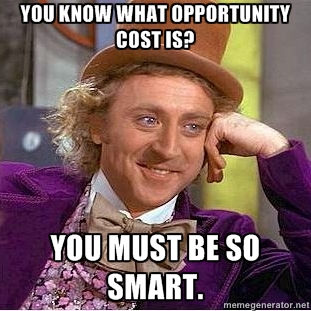 YOU KNOW WHAT OPPORTUNITY
COST IS?
YOU MUST BE SO
SMART.
memegenerator.net